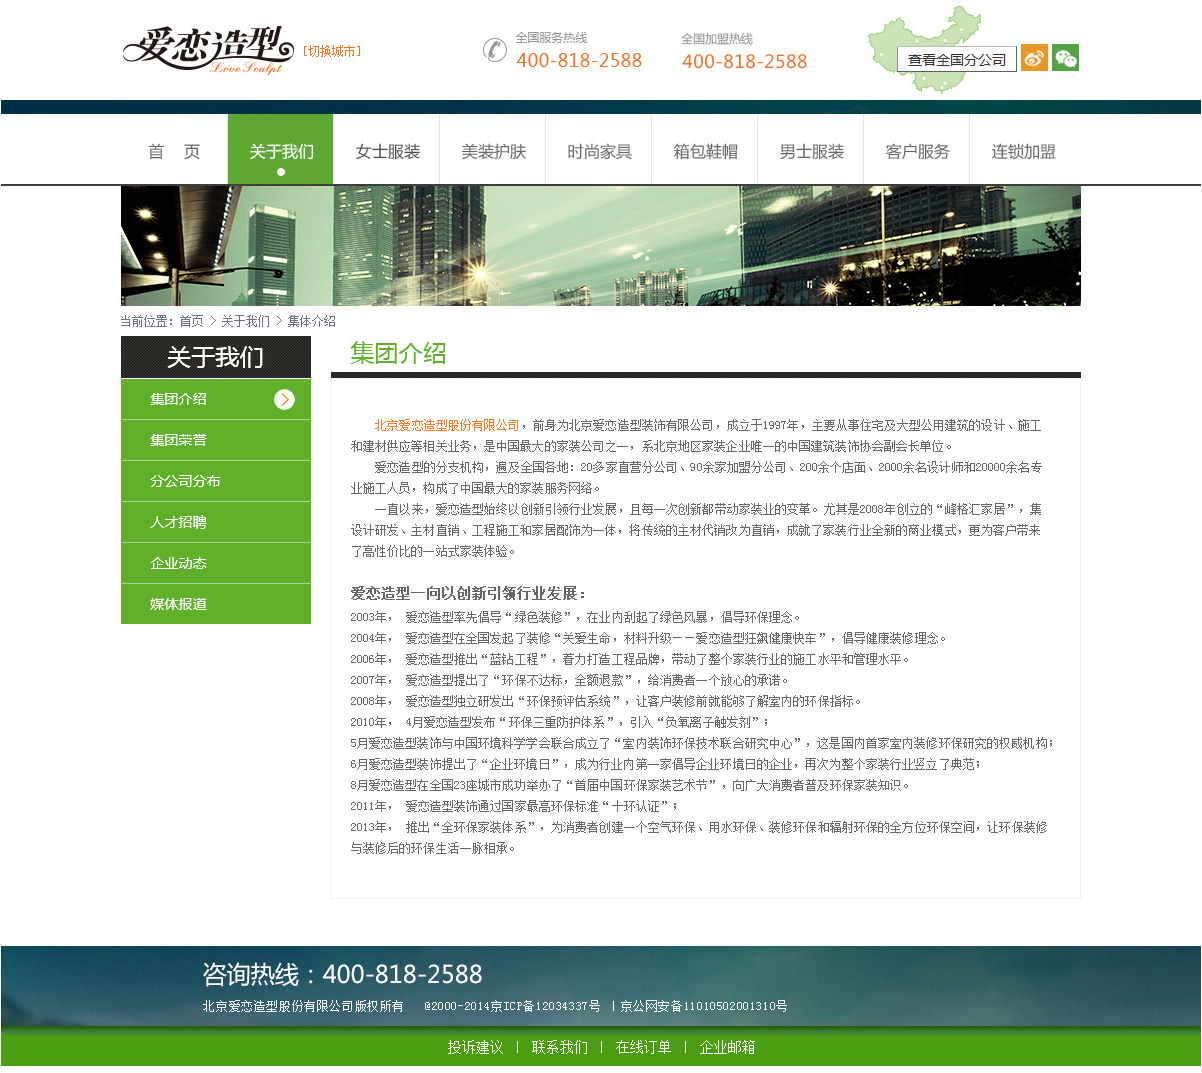 爱恋造型
Love Sculpt
[切换城市]
全国服务热线
400-818-2588
全国加盟热线
400-818-2588
查看全国分公司
首 页
关于我们
女士服装
美装护肤
时尚家具
箱包鞋帽
男士服装
客户服务
连锁加盟
当前位置：首页 > 关于我们 > 集体介绍
关于我们
集团介绍
集团荣誉
分公司分布
人才招聘
企业动态
媒体报道
集团介绍
北京爱恋造型股份有限公司，前身为北京爱恋造型装饰有限公司，成立于1997年，主要从事住宅及大型公用建筑的设计、施工
和建材供应等相关业务，是中国最大的家装公司之一，系北京地区家装企业唯一的中国建筑装饰协会副会长单位。
爱恋造型的分支机构，遍及全国各地：20多家直营分公司、90余家加盟分公司、200余个店面、2000余名设计师和20000余名专
业施工人员，构成了中国最大的家装服务网络。
一直以来，爱恋造型始终以创新引领行业发展，且每一次创新都带动家装业的变革。尤其是2008年创立的“峰格汇家居”，集
设计研发、主材直销、工程施工和家居配饰为一体，将传统的主材代销改为直销，成就了家装行业全新的商业模式，更为客户带来
了高性价比的一站式家装体验。
爱恋造型一向以创新引领行业发展：
2003年， 爱恋造型率先倡导“绿色装修”，在业内刮起了绿色风暴，倡导环保理念。
2004年， 爱恋造型在全国发起了装修“关爱生命，材料升级——爱恋造型狂飙健康快车”，倡导健康装修理念。
2006年， 爱恋造型推出“蓝钻工程”，着力打造工程品牌，带动了整个家装行业的施工水平和管理水平。
2007年， 爱恋造型提出了“环保不达标，全额退款”，给消费者一个放心的承诺。
2008年， 爱恋造型独立研发出“环保预评估系统”，让客户装修前就能够了解室内的环保指标。
2010年， 4月爱恋造型发布“环保三重防护体系”，引入“负氧离子触发剂”；
5月爱恋造型装饰与中国环境科学学会联合成立了“室内装饰环保技术联合研究中心”，这是国内首家室内装修环保研究的权威机构；
6月爱恋造型装饰提出了“企业环境日”，成为行业内第一家倡导企业环境日的企业，再次为整个家装行业竖立了典范；
8月爱恋造型在全国23座城市成功举办了“首届中国环保家装艺术节”，向广大消费者普及环保家装知识。
2011年， 爱恋造型装饰通过国家最高环保标准“十环认证”；
2013年， 推出“全环保家装体系”，为消费者创建一个空气环保、用水环保、装修环保和辐射环保的全方位环保空间，让环保装修
与装修后的环保生活一脉相承。
咨询热线：400-818-2588
北京爱恋造型股份有限公司版权所有 @2000-2014京ICP备12034337号 | 京公网安备11010502001310号
投诉建议 | 联系我们 | 在线订单 | 企业邮箱